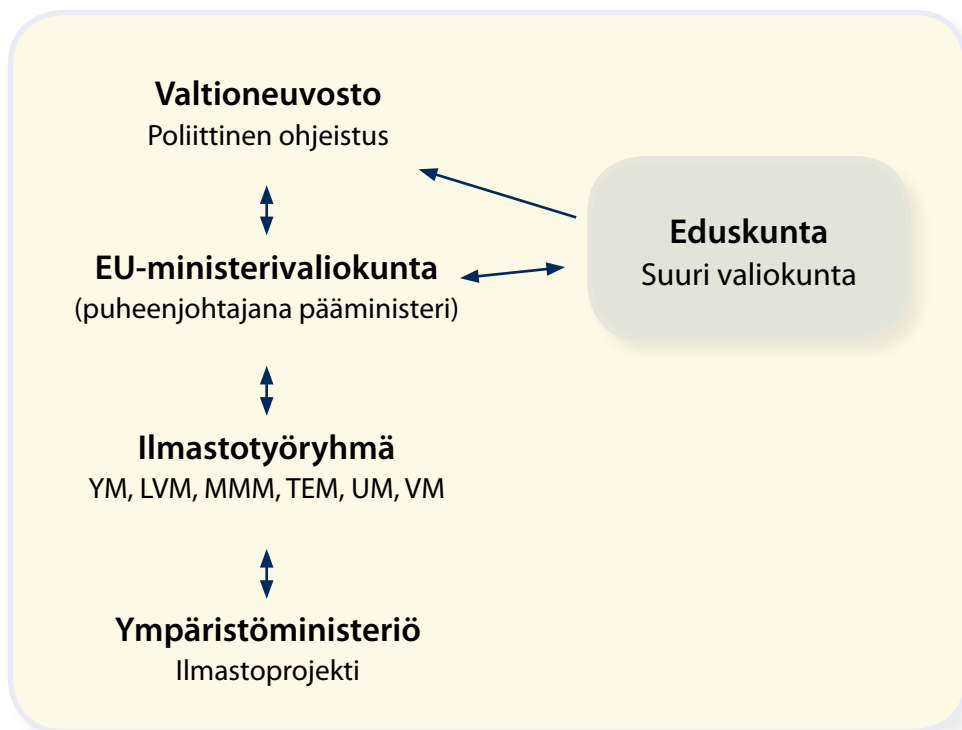 Valtioneuvosto
Poliittinen ohjeistus
EU-ministerivaliokunta
(puheenjohtajana pääministeri)
Eduskunta
Suuri valiokunta
Ilmastotyöryhmä
YM, LVM, MMM, TEM, UM, VM
Ympäristöministeriö
Ilmastoprojekti